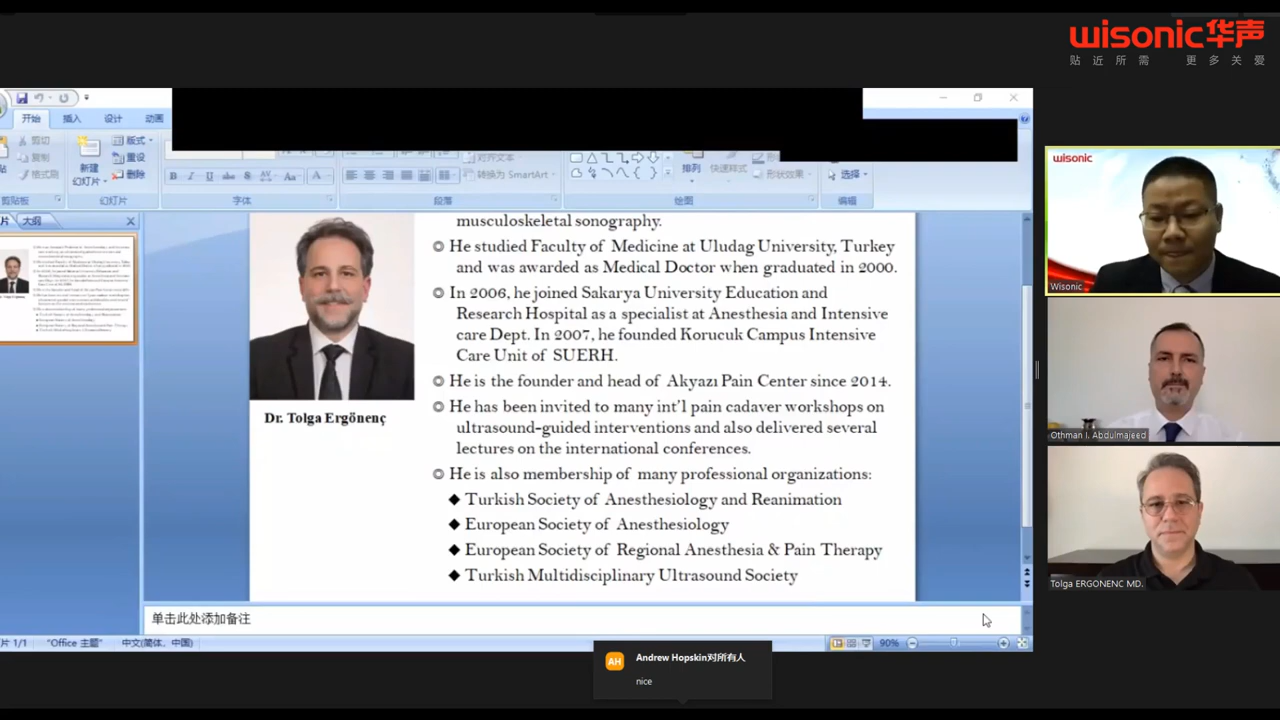 wisonic华声
贴近所需 更多关爱
开始 插入 设计 动画
剪切
复制
格式刷
剪贴板
新建
幻灯片
版式
重设
删除
幻灯片
字体
对齐文本
转换为 SmartArt
段落
排列 快速样式
形状效果
绘图
选择
编辑
大纲
musculoskeletal sonography.
He studied Faculty of Medicine at Uludag University, Turkey
and was awarded as Medical Doctor when graduated in 2000.
In 2006, he joined Sakarya University Education and
Research Hospital as a specialist at Anesthesia and Intensive
care Dept. In 2007, he founded Korucuk Campus Intensive
Care Unit of SUERH.
He is the founder and head of Akyazı Pain Center since 2014.
He has been invited to many int'l pain cadaver workshops on
ultrasound-guided interventions and also delivered several
lectures on the international conferences.
He is also membership of many professional organizations:
Turkish Society of Anesthesiology and Reanimation
European Society of Anesthesiology
European Society of Regional Anesthesia & Pain Therapy
Turkish Multidisciplinary Ultrasound Society
Dr. Tolga Ergönenç
单击此处添加备注
片 1/1 "Office 主题" 中文(简体，中国)
90%
wisonic
Wisonic
Othman I. Abdulmajeed
Tolga ERGONENC MD.
AH
Andrew Hopskin对所有人
nice